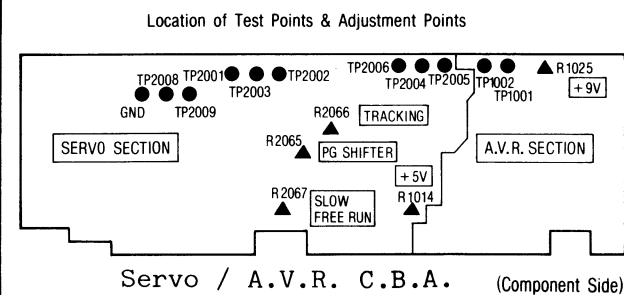 Location of Test Points & Adjustment Points
TP2008 TP2001 TP2002 TP2006 R1025
TP2003 TP2004 TP2005 TP1002
TP1001 +9V
GND TP2009
R2066 TRACKING
SERVO SECTION R2065 PG SHIFTER A.V.R. SECTION
+5V
R2067 SLOW R1014
FREE RUN
Servo / A.V.R. C.B.A. (Component Side)